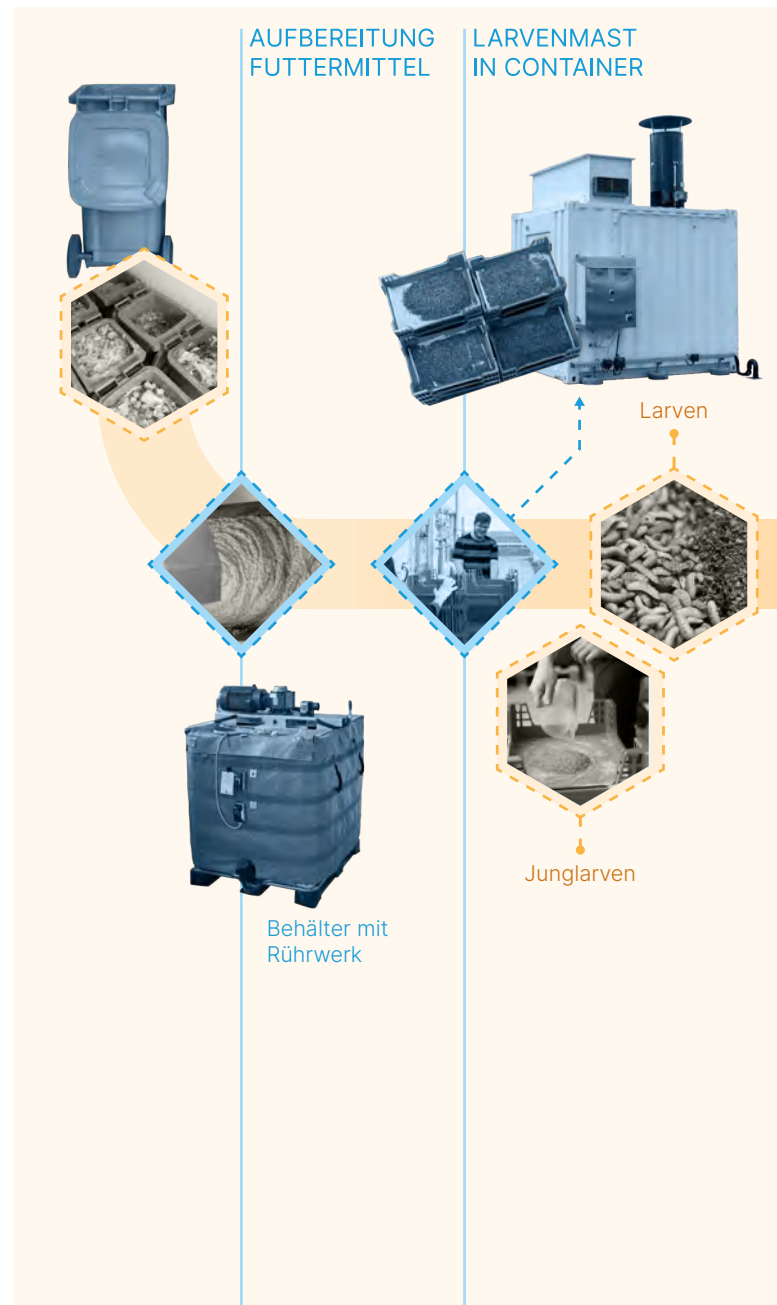 AUFBEREITUNG
FUTTERMITTEL
LARVENMAST
IN CONTAINER
Larven
Junglarven
Behälter mit
Rührwerk